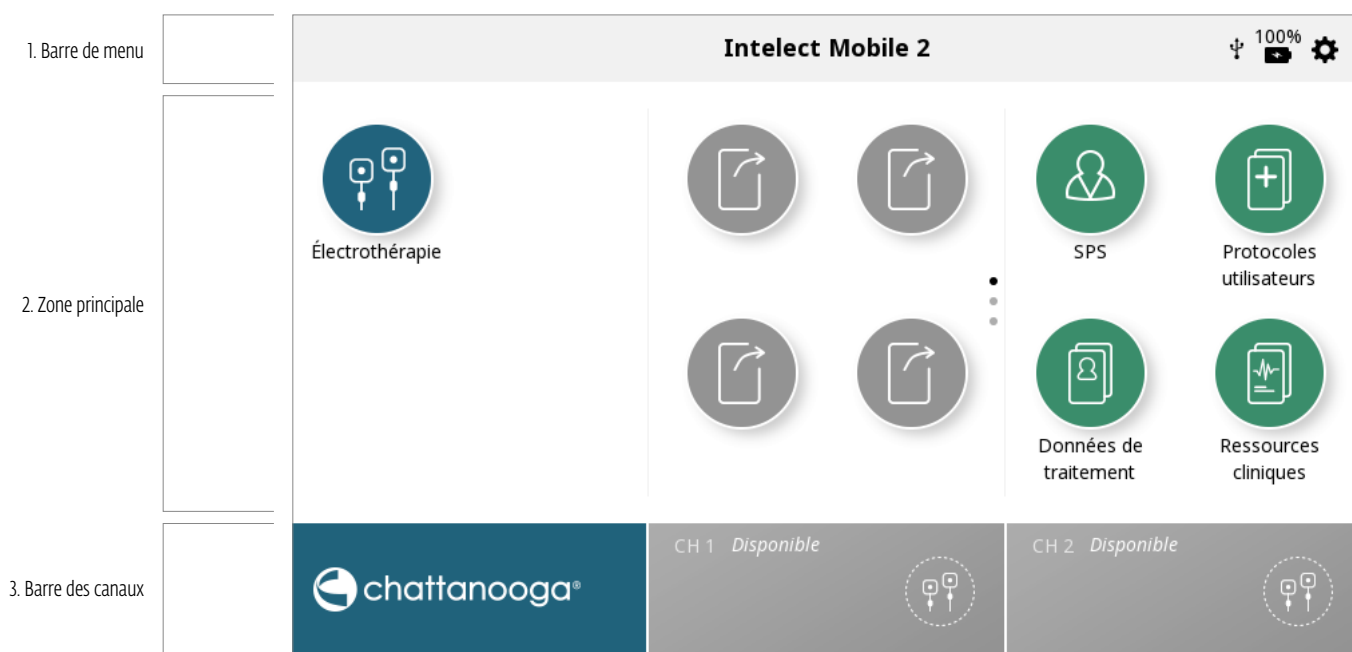 1. Barre de menu
Intelect Mobile 2
100%
Électrothérapie
SPS
Protocoles
utilisateurs
2. Zone principale
Données de
traitement
Ressources
cliniques
CH 1 Disponible
CH 2 Disponible
3. Barre des canaux
chattanooga®